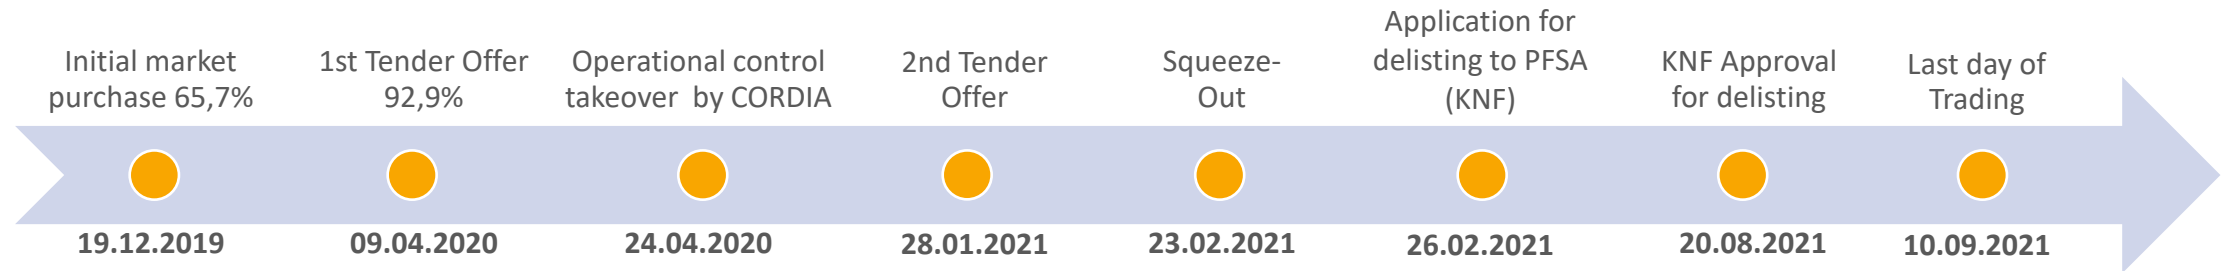 Initial market
purchase 65,7%
19.12.2019
1st Tender Offer
92,9%
09.04.2020
Operational control
takeover by CORDIA
24.04.2020
2nd Tender
Offer
28.01.2021
Squeeze-
Out
23.02.2021
Application for
delisting to PFSA
(KNF)
26.02.2021
KNF Approval
for delisting
20.08.2021
Last day of
Trading
10.09.2021